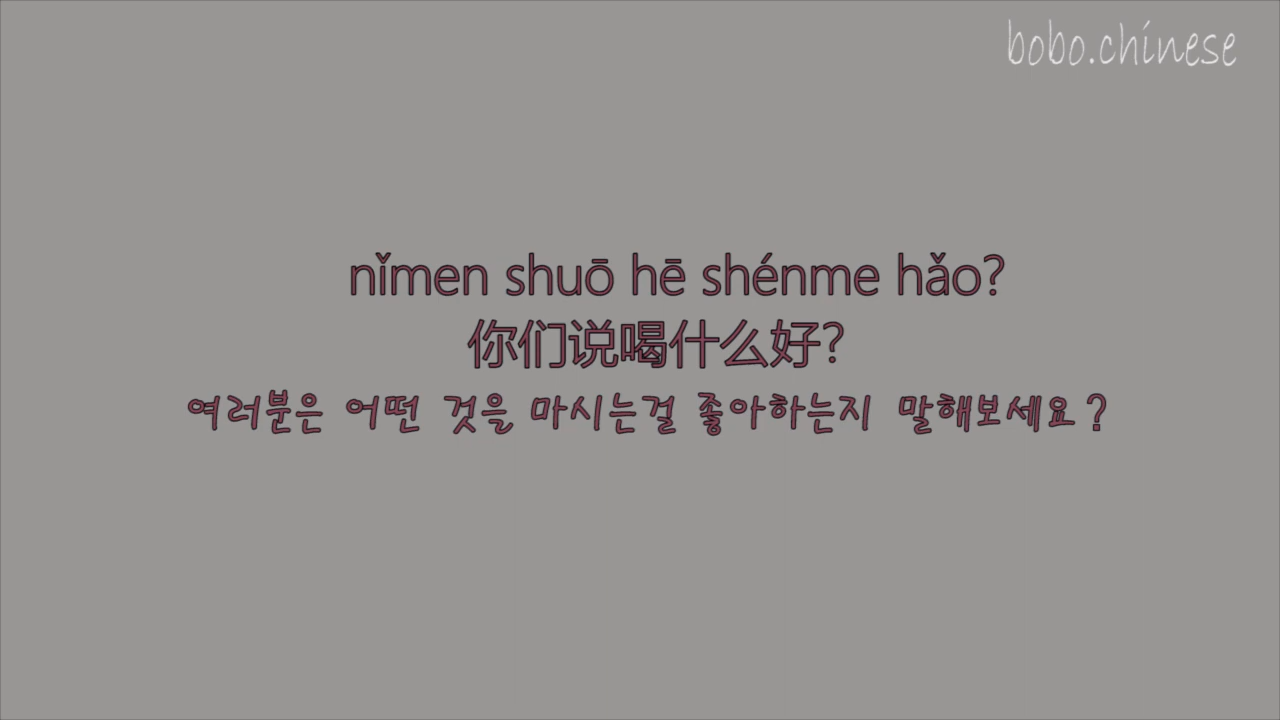 bobo.chinese
nǐmen shuō hē shénme hǎo?
你们说喝什么好?
여러분은 어떤 것을 마시는걸 좋아하는지 말해보세요?